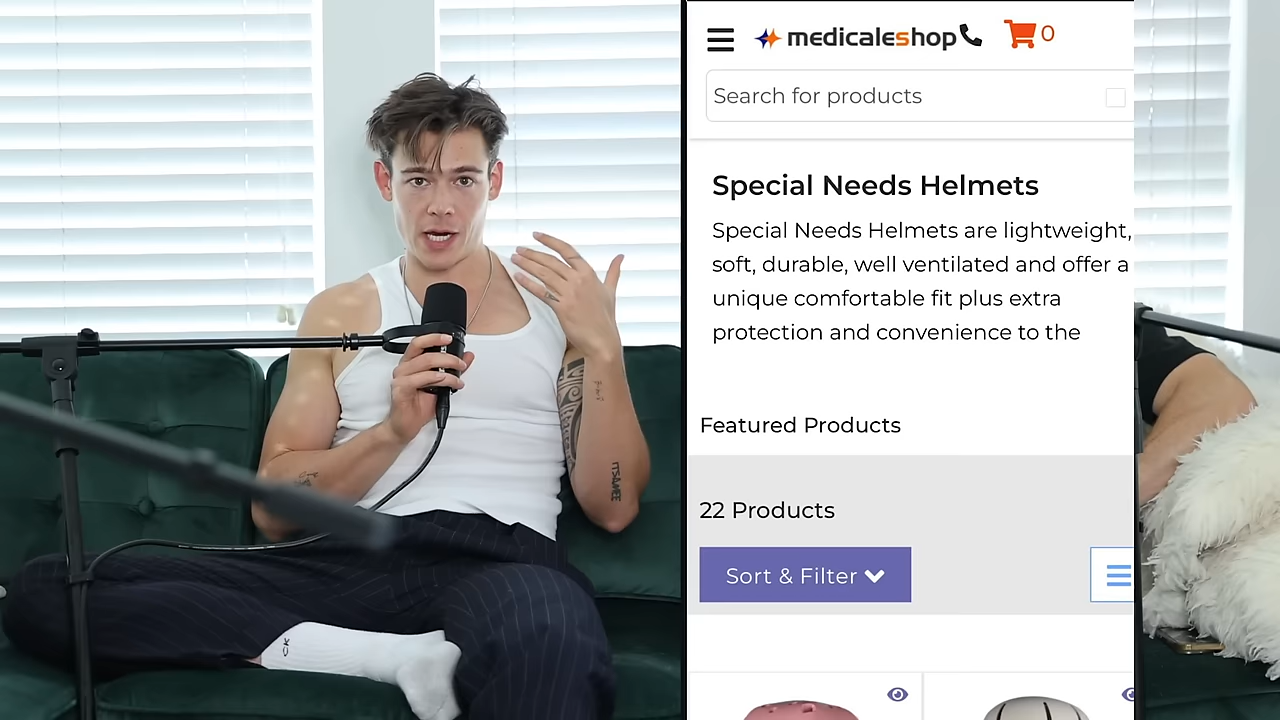 medicaleshop
0
Search for products
Special Needs Helmets
Special Needs Helmets are lightweight,
soft, durable, well ventilated and offer a
unique comfortable fit plus extra
protection and convenience to the
Featured Products
22 Products
Sort & Filter
CK